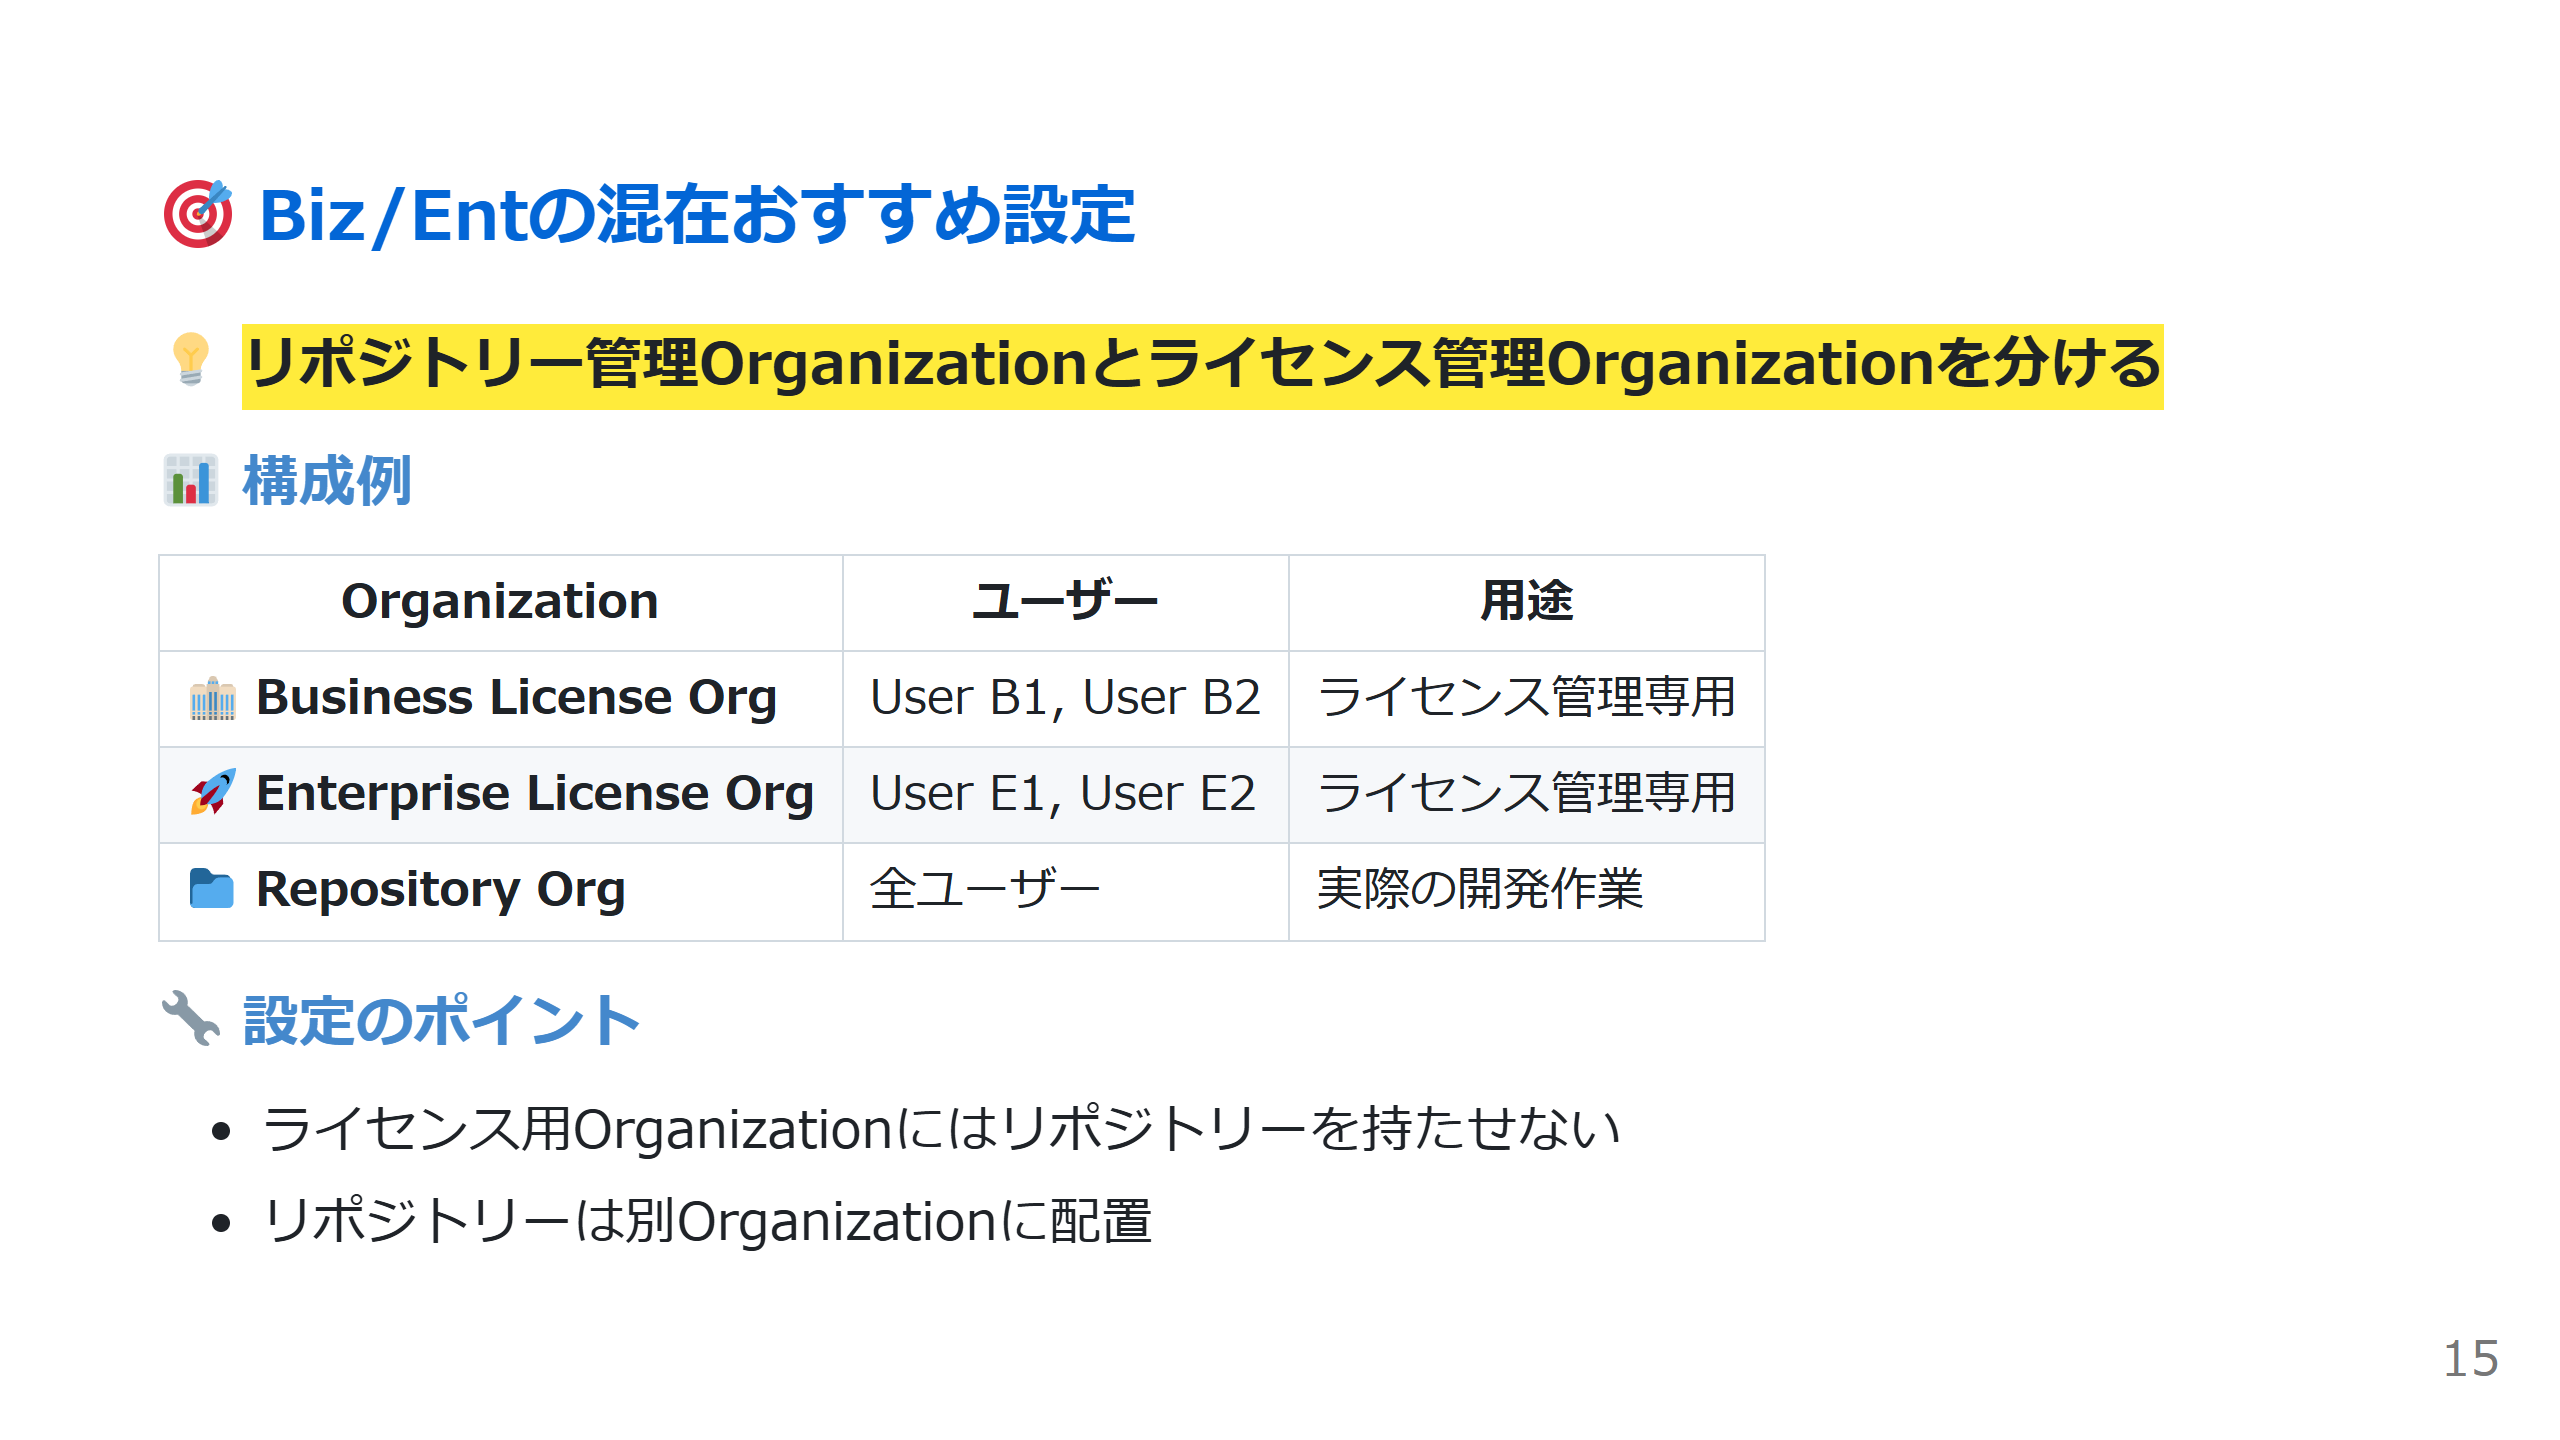 Biz/Entの混在おすすめ設定
リポジトリー管理Organizationとライセンス管理Organizationを分ける
構成例
Organization ユーザー 用途
Business License Org User B1, User B2 ライセンス管理専用
Enterprise License Org User E1, User E2 ライセンス管理専用
Repository Org 全ユーザー 実際の開発作業
設定のポイント
• ライセンス用Organizationにはリポジトリーを持たせない
• リポジトリーは別Organizationに配置
15